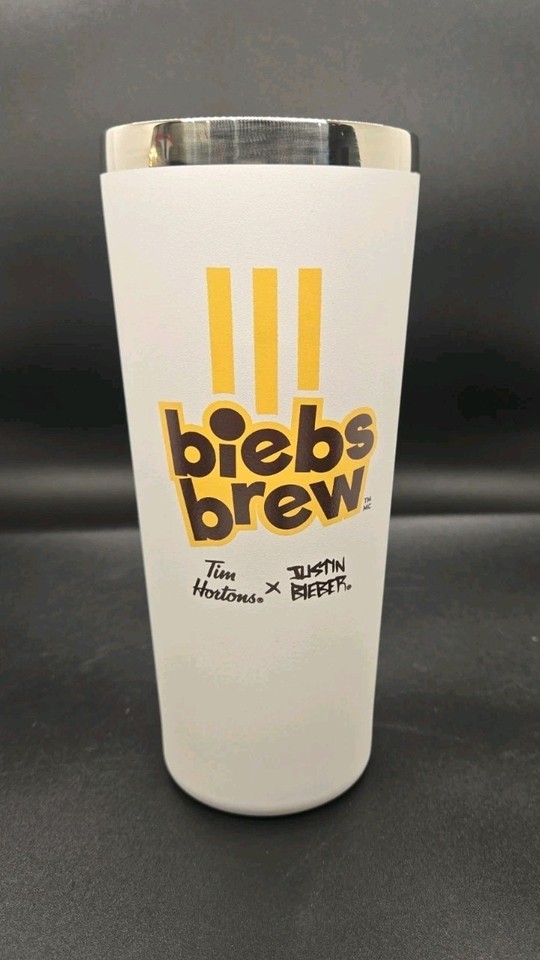 biebs
brew
TM
MC
Tim
Hortons® x JUSTIN
BIEBER®